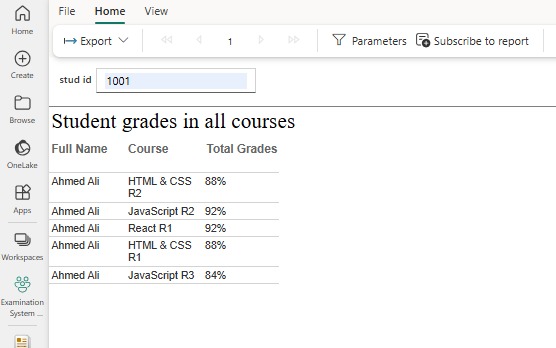 File Home View
Export 1 Parameters Subscribe to report
stud id 1001
Home
Create
Browse
OneLake
Apps
Workspaces
Examination
System ...
Student grades in all courses
Full Name Course Total Grades
Ahmed Ali HTML & CSS 88%
R2
Ahmed Ali JavaScript R2 92%
Ahmed Ali React R1 92%
Ahmed Ali HTML & CSS 88%
R1
Ahmed Ali JavaScript R3 84%